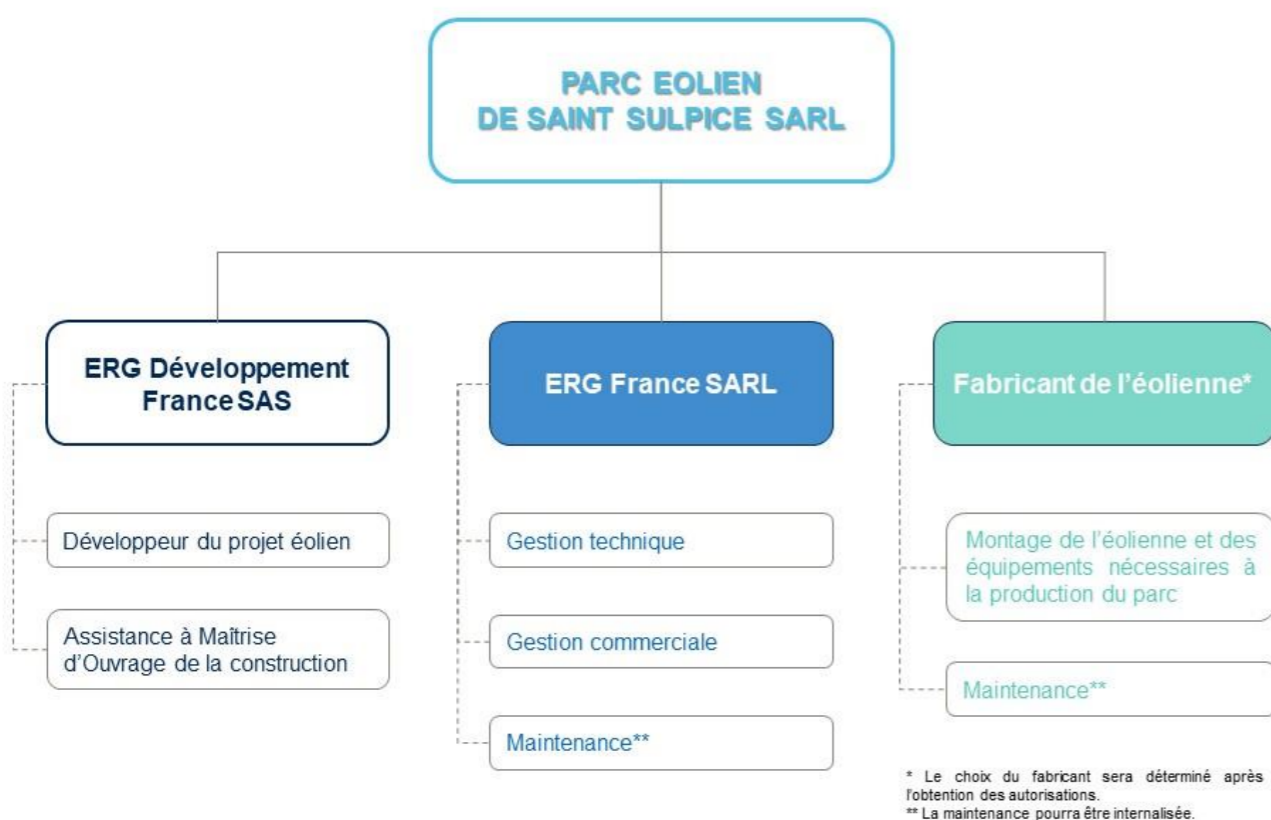 PARC EOLIEN
DE SAINT SULPICE SARL
ERG Développement
France SAS
Développeur du projet éolien
Assistance à Maîtrise
d'Ouvrage de la construction
ERG France SARL
Gestion technique
Gestion commerciale
Maintenance**
Fabricant de l'éolienne*
Montage de l'éolienne et des
équipements nécessaires à
la production du parc
Maintenance**
* Le choix du fabricant sera déterminé après
l'obtention des autorisations.
** La maintenance pourra être internalisée.